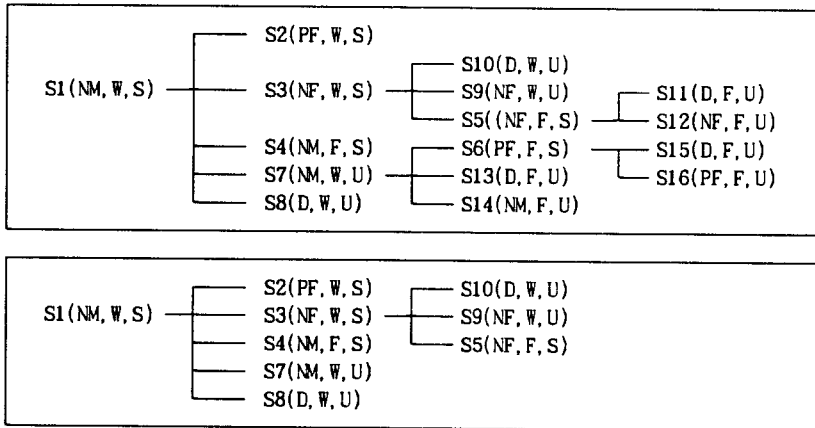 S2(PF,W,S)
S10(D,W,U)
S1(NM,W,S) S3(NF,W,S) S9(NF,W,U) S11(D,F,U)
S5((NF,F,S) S12(NF,F,U)
S4(NM,F,S) S6(PF,F,S) S15(D,F,U)
S7(NM,W,U) S13(D,F,U) S16(PF,F,U)
S8(D,W,U) S14(NM,F,U)
S2(PF,W,S) S10(D,W,U)
S1(NM,W,S) S3(NF,W,S) S9(NF,W,U)
S4(NM,F,S) S5(NF,F,S)
S7(NM,W,U)
S8(D,W,U)